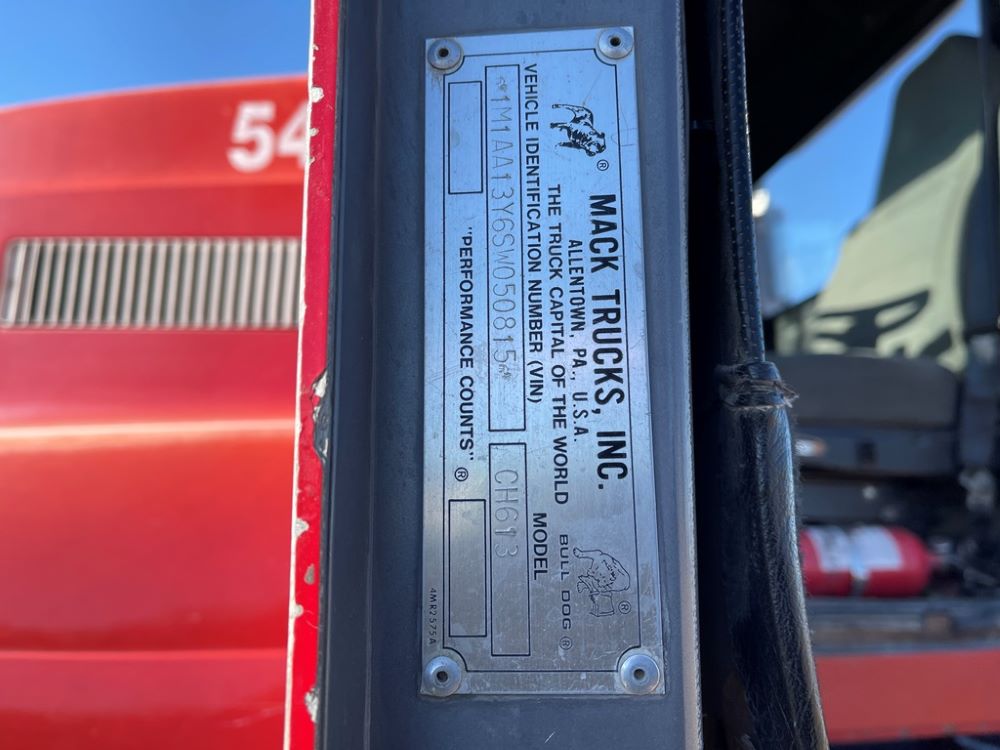 54
MACK TRUCKS, INC.
ALLENTOWN, PA., U.S.A.
THE TRUCK CAPITAL OF THE WORLD
BULL DOG ®
VEHICLE IDENTIFICATION NUMBER (VIN)
MODEL
1M1AA13Y6SW050815
CH613
"PERFORMANCE COUNTS" ®
4MR2575A